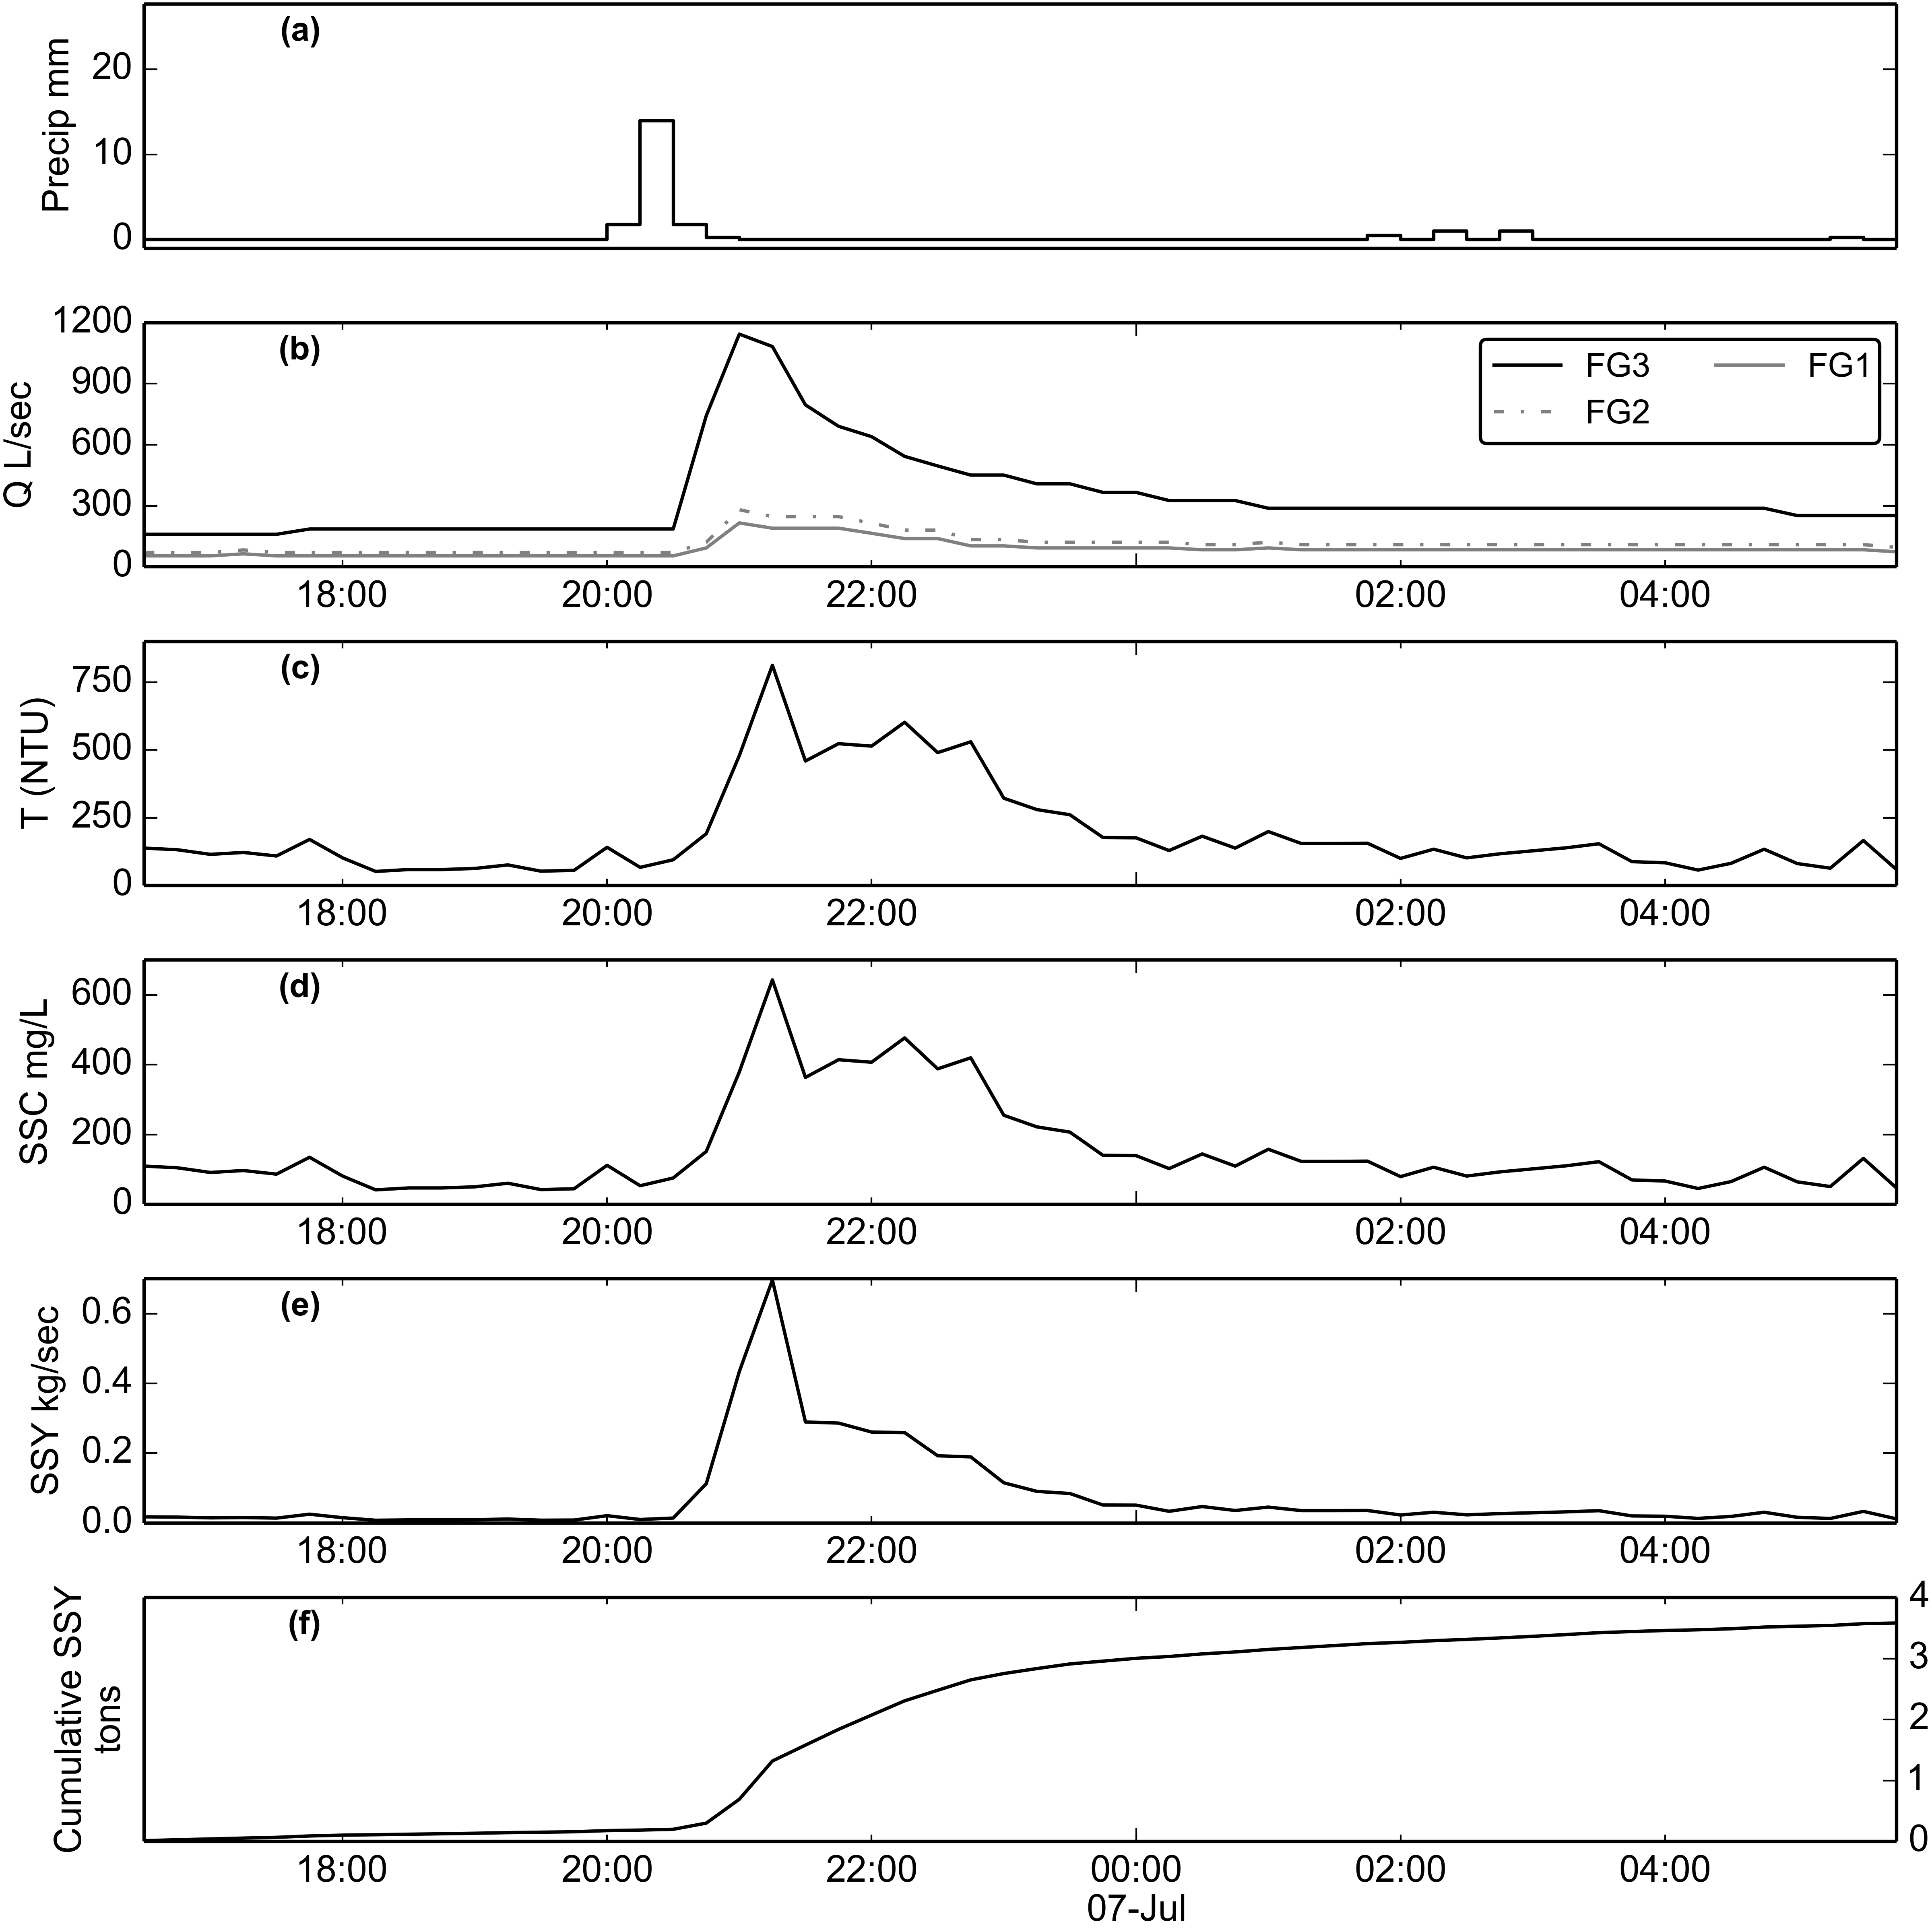 (a)
Precip mm
20
10
0
(b)
Q L/sec
1200
900
600
300
0
FG3
FG1
FG2
18:00 20:00 22:00 02:00 04:00
(c)
T (NTU)
750
500
250
0
18:00 20:00 22:00 02:00 04:00
(d)
SSC mg/L
600
400
200
0
18:00 20:00 22:00 02:00 04:00
(e)
SSY kg/sec
0.6
0.4
0.2
0.0
18:00 20:00 22:00 02:00 04:00
(f)
Cumulative SSY
tons
4
3
2
1
0
18:00 20:00 22:00 00:00 02:00 04:00
07-Jul